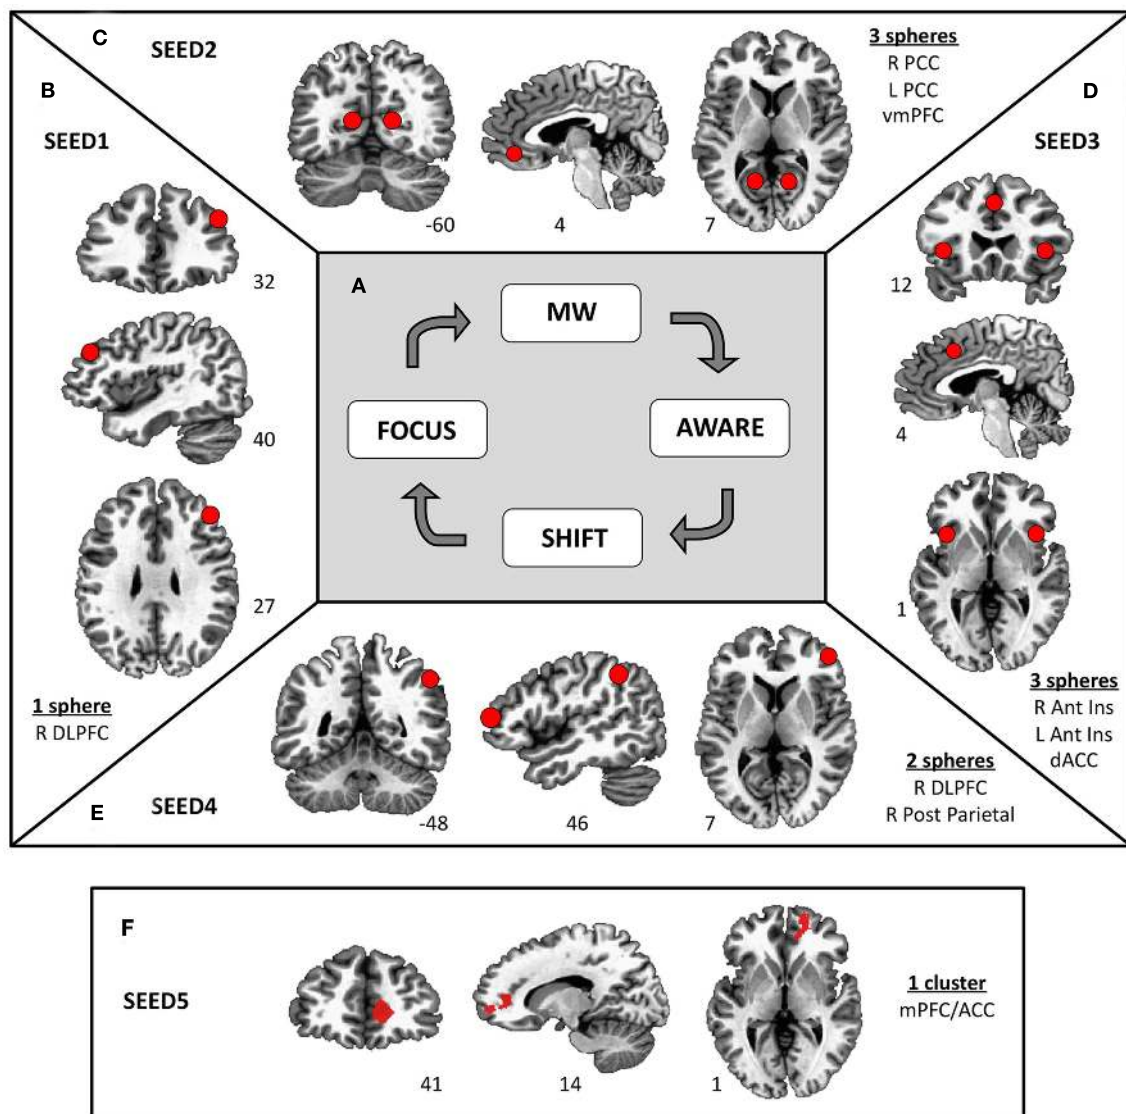 C
SEED2
-60
4
7
3 spheres
R PCC
L PCC
vmPFC
B
SEED1
32
40
27
1 sphere
R DLPFC
A
MW
AWARE
SHIFT
FOCUS
D
SEED3
12
4
1
3 spheres
R Ant Ins
L Ant Ins
dACC
E
SEED4
-48
46
7
2 spheres
R DLPFC
R Post Parietal
F
SEED5
41
14
1
1 cluster
mPFC/ACC